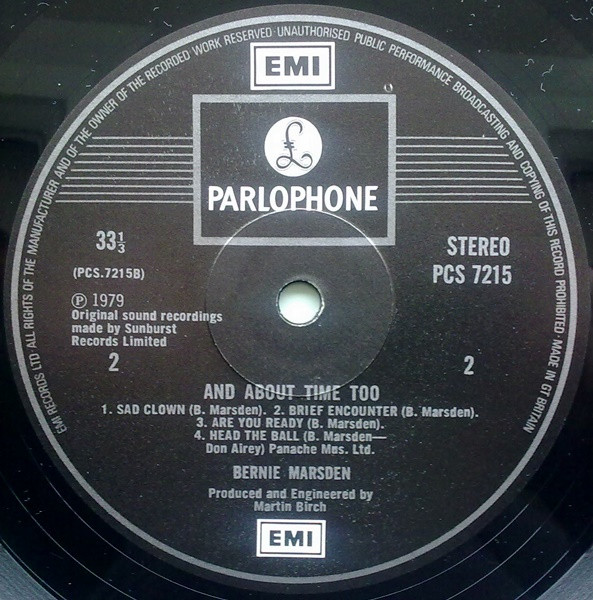 EMI RECORDS LTD ALL RIGHTS OF THE MANUFACTURER AND OF THE OWNER OF THE RECORDED WORK RESERVED · UNAUTHORISED PUBLIC PERFORMANCE BROADCASTING AND COPYING OF THIS RECORD PROHIBITED · MADE IN GT BRITAIN
EMI
£
PARLOPHONE
33⅓
STEREO
(PCS.7215B)
PCS 7215
Ⓟ 1979
Original sound recordings
made by Sunburst
Records Limited
2
2
AND ABOUT TIME TOO
1. SAD CLOWN (B. Marsden). 2. BRIEF ENCOUNTER (B. Marsden).
3. ARE YOU READY (B. Marsden).
4. HEAD THE BALL (B. Marsden—
Don Airey) Panache Mus. Ltd.
BERNIE MARSDEN
Produced and Engineered by
Martin Birch
EMI